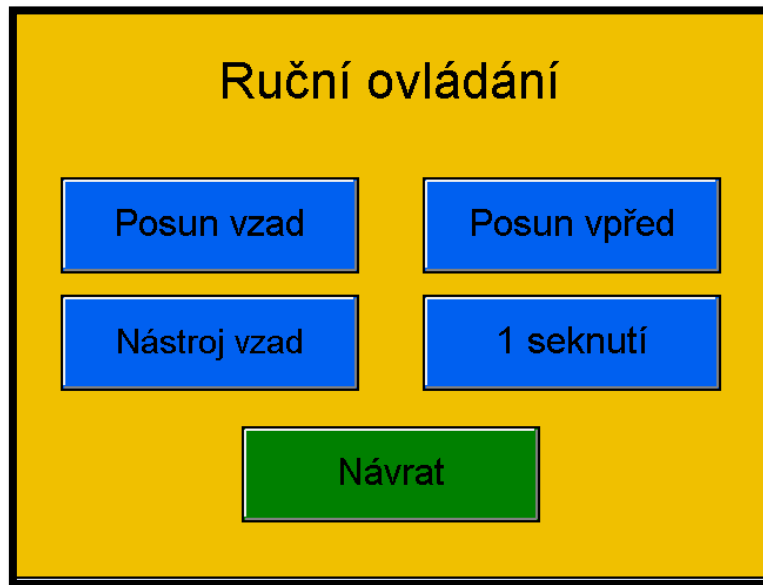 Ruční ovládání
Posun vzad
Posun vpřed
Nástroj vzad
1 seknutí
Návrat